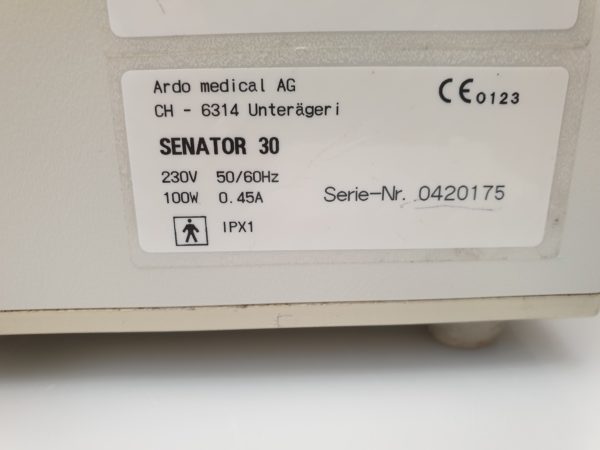 Ardo medical AG
CH - 6314 Unterägeri
CE 0123
SENATOR 30
230V 50/60Hz
100W 0.45A
Serie-Nr. 0420175
IPX1